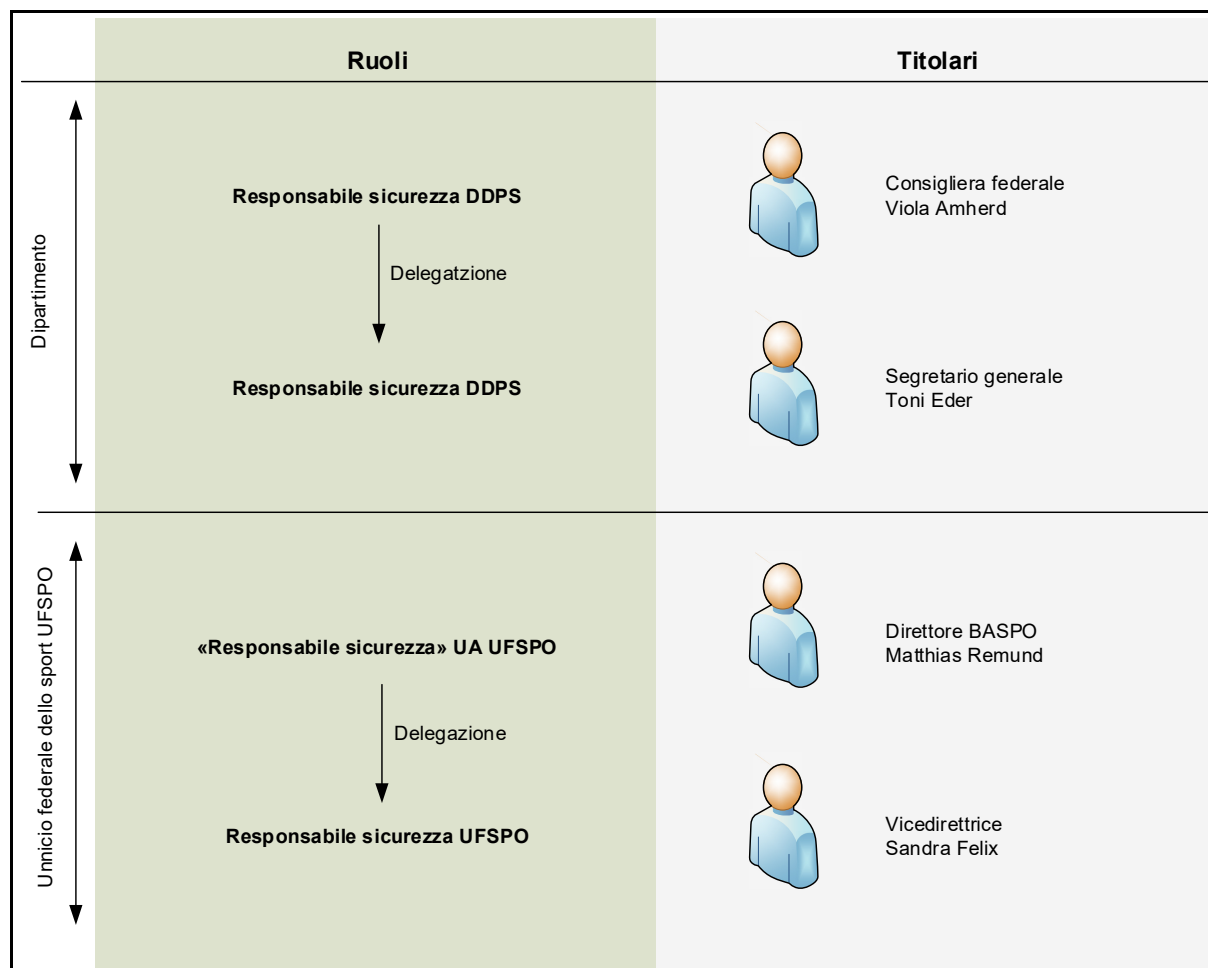 Ruoli
Titolari
Dipartimento
Responsabile sicurezza DDPS
Consigliera federale
Viola Amherd
Delegatzione
Responsabile sicurezza DDPS
Segretario generale
Toni Eder
Unnicio federale dello sport UFSPO
«Responsabile sicurezza» UA UFSPO
Direttore BASPO
Matthias Remund
Delegazione
Responsabile sicurezza UFSPO
Vicedirettrice
Sandra Felix